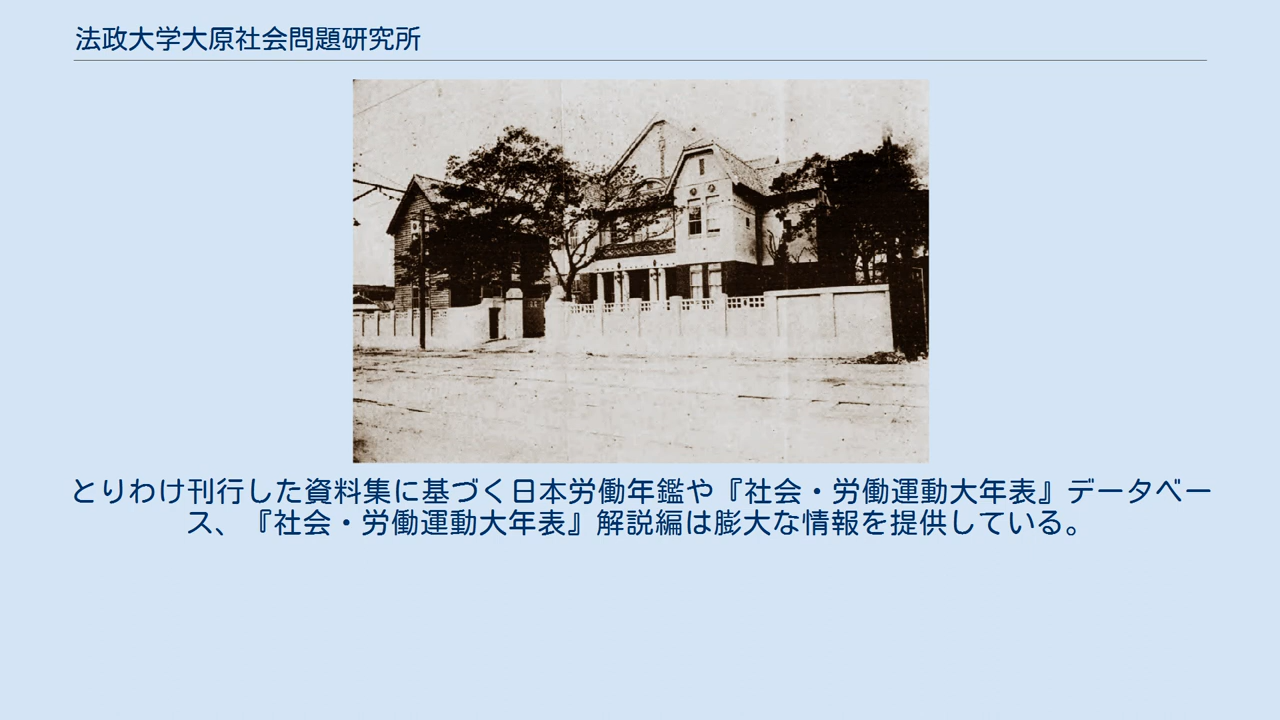 法政大学大原社会問題研究所
とりわけ刊行した資料集に基づく日本労働年鑑や『社会・労働運動大年表』データベー
ス、『社会・労働運動大年表』解説編は膨大な情報を提供している。